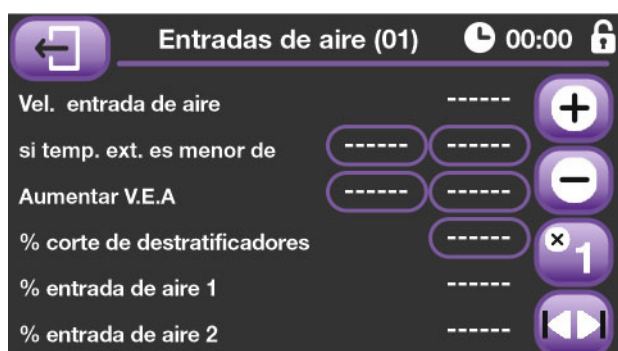 Entradas de aire (01) 00:00
Vel. entrada de aire ------
si temp. ext. es menor de ------ ------
Aumentar V.E.A ------ ------
% corte de destratificadores ------
% entrada de aire 1 ------
% entrada de aire 2 ------
+
−
×1